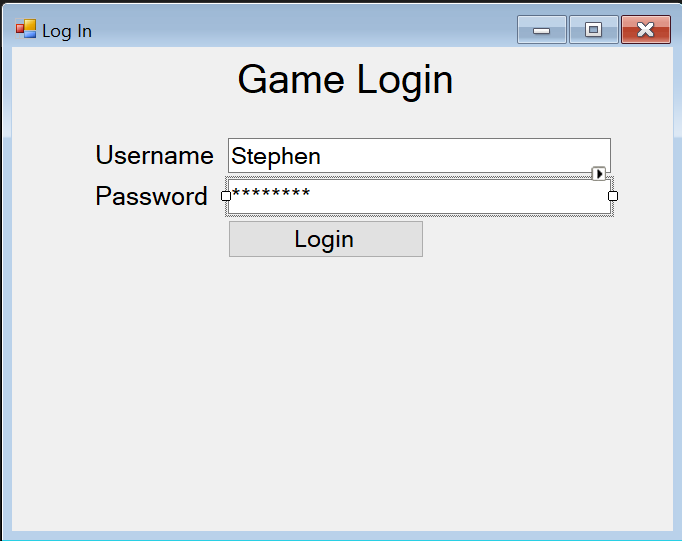 Log In
Game Login
Username Stephen
Password ********
Login